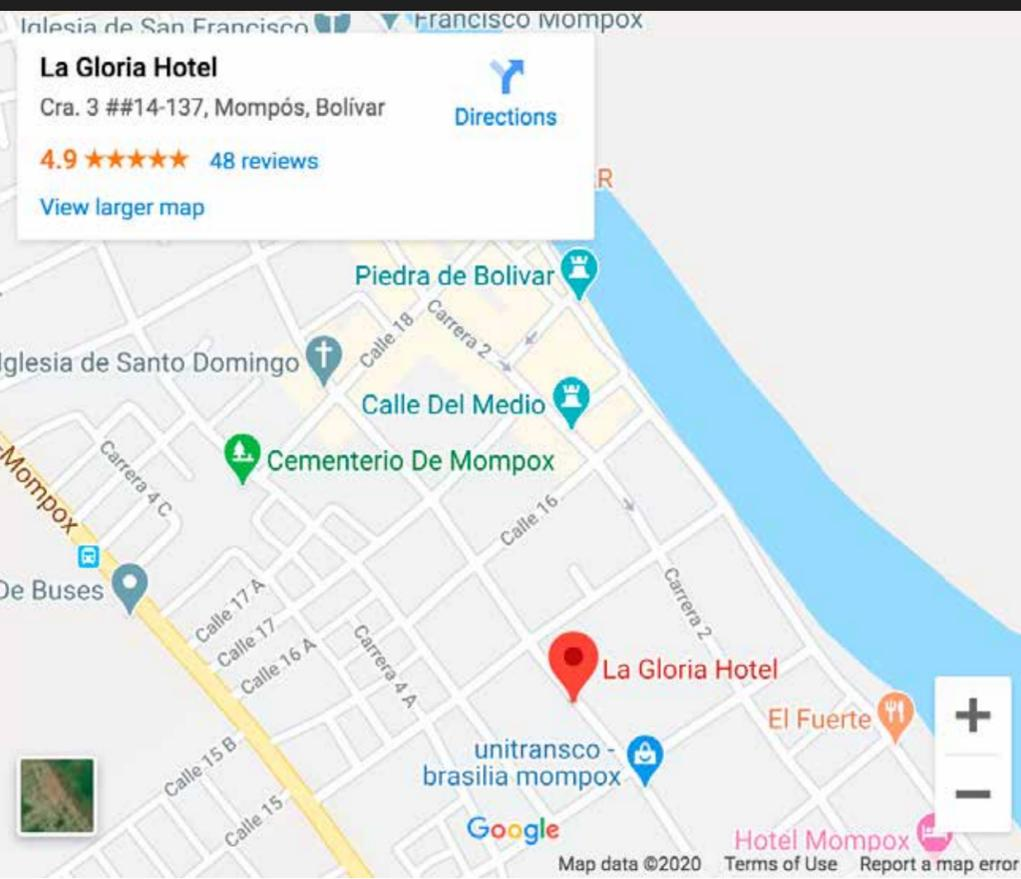 Iglesia de San Francisco
Francisco Mompox
La Gloria Hotel
Cra. 3 ##14-137, Mompós, Bolívar
Directions
4.9 ★★★★★ 48 reviews
View larger map
R
Piedra de Bolivar
Calle 18
Carrera 2
Iglesia de Santo Domingo
Calle Del Medio
Cementerio De Mompox
-Mompox
Carrera 4 C
Calle 16
De Buses
Calle 17 A
Calle 17
Calle 16 A
Carrera 4 A
Carrera 2
La Gloria Hotel
El Fuerte
unitransco -
brasilia mompox
Calle 15 B
Calle 15
Google
Hotel Mompox
Map data ©2020 Terms of Use Report a map error